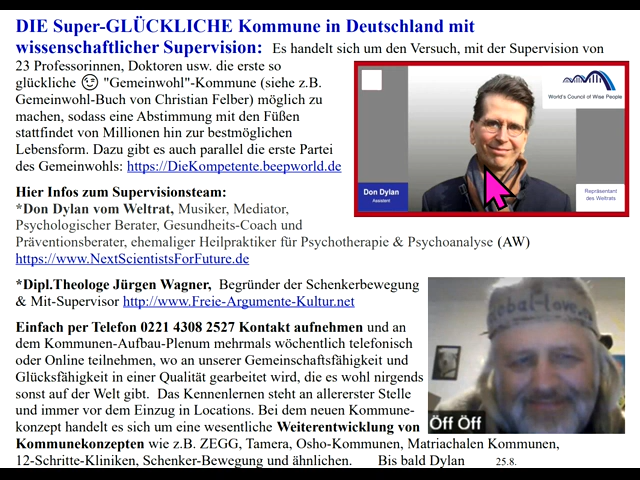 DIE Super-GLÜCKLICHE Kommune in Deutschland mit
wissenschaftlicher Supervision: Es handelt sich um den Versuch, mit der Supervision von
23 Professorinnen, Doktoren usw. die erste so
glückliche 😉 "Gemeinwohl"-Kommune (siehe z.B.
Gemeinwohl-Buch von Christian Felber) möglich zu
machen, sodass eine Abstimmung mit den Füßen
stattfindet von Millionen hin zur bestmöglichen
Lebensform. Dazu gibt es auch parallel die erste Partei
des Gemeinwohls: https://DieKompetente.beepworld.de
World's Council of Wise People
Don Dylan
Assistent
Repräsentant
des Weltrats
Hier Infos zum Supervisionsteam:
*Don Dylan vom Weltrat, Musiker, Mediator,
Psychologischer Berater, Gesundheits-Coach und
Präventionsberater, ehemaliger Heilpraktiker für Psychotherapie & Psychoanalyse (AW)
https://www.NextScientistsForFuture.de
*Dipl.Theologe Jürgen Wagner, Begründer der Schenkerbewegung
& Mit-Supervisor http://www.Freie-Argumente-Kultur.net
Einfach per Telefon 0221 4308 2527 Kontakt aufnehmen und an
dem Kommunen-Aufbau-Plenum mehrmals wöchentlich telefonisch
oder Online teilnehmen, wo an unserer Gemeinschaftsfähigkeit und
Glücksfähigkeit in einer Qualität gearbeitet wird, die es wohl nirgends
sonst auf der Welt gibt. Das Kennenlernen steht an allererster Stelle
und immer vor dem Einzug in Locations. Bei dem neuen Kommune-
konzept handelt es sich um eine wesentliche Weiterentwicklung von
Kommunekonzepten wie z.B. ZEGG, Tamera, Osho-Kommunen, Matriachalen Kommunen,
12-Schritte-Kliniken, Schenker-Bewegung und ähnlichen. Bis bald Dylan 25.8.
global-love.
Öff Öff